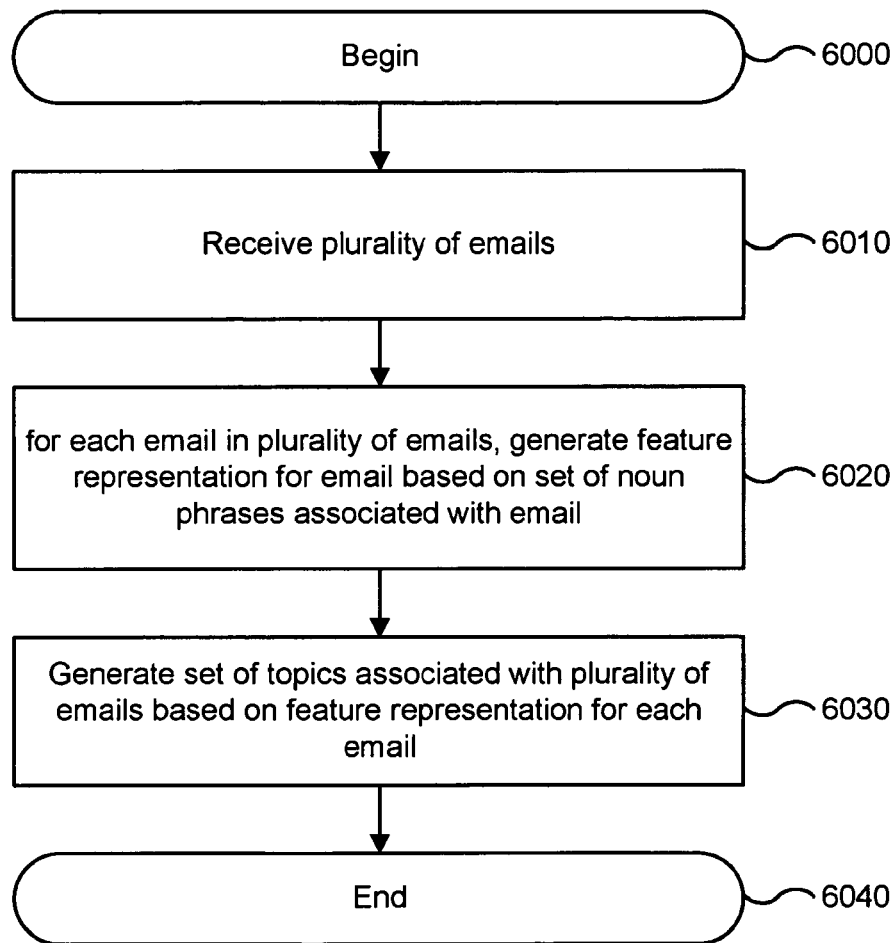 Begin
6000
Receive plurality of emails
6010
for each email in plurality of emails, generate feature
representation for email based on set of noun
phrases associated with email
6020
Generate set of topics associated with plurality of
emails based on feature representation for each
email
6030
End
6040